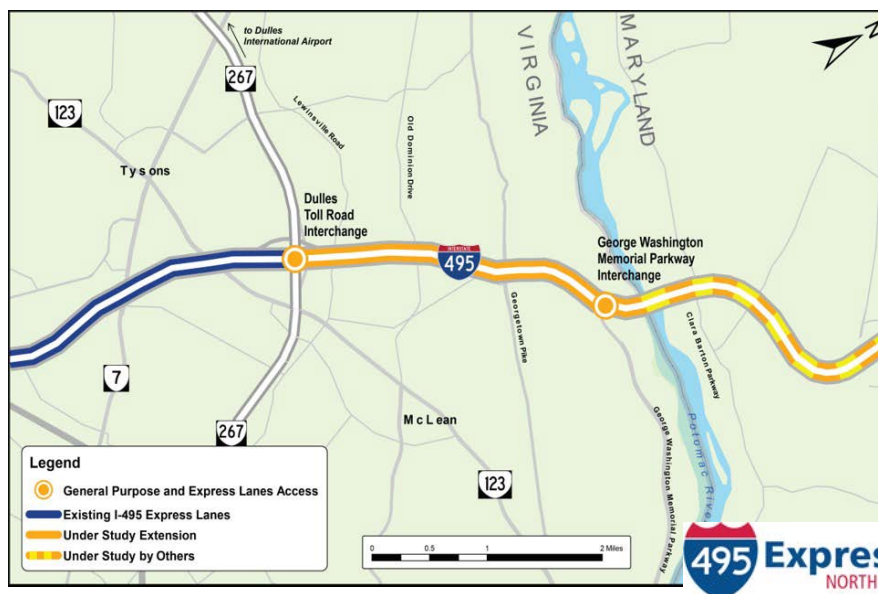 to Dulles
International Airport
267
123
Lewinsville Road
Old Dominion Drive
VIRGINIA
MARYLAND
N
Tysons
Dulles
Toll Road
Interchange
INTERSTATE
495
George Washington
Memorial Parkway
Interchange
Georgetown Pike
Clara Barton Parkway
7
267
McLean
123
George Washington Memorial Parkway
Potomac River
Legend
General Purpose and Express Lanes Access
Existing I-495 Express Lanes
Under Study Extension
Under Study by Others
0 0.5 1 2 Miles
495 Expres
NORTH